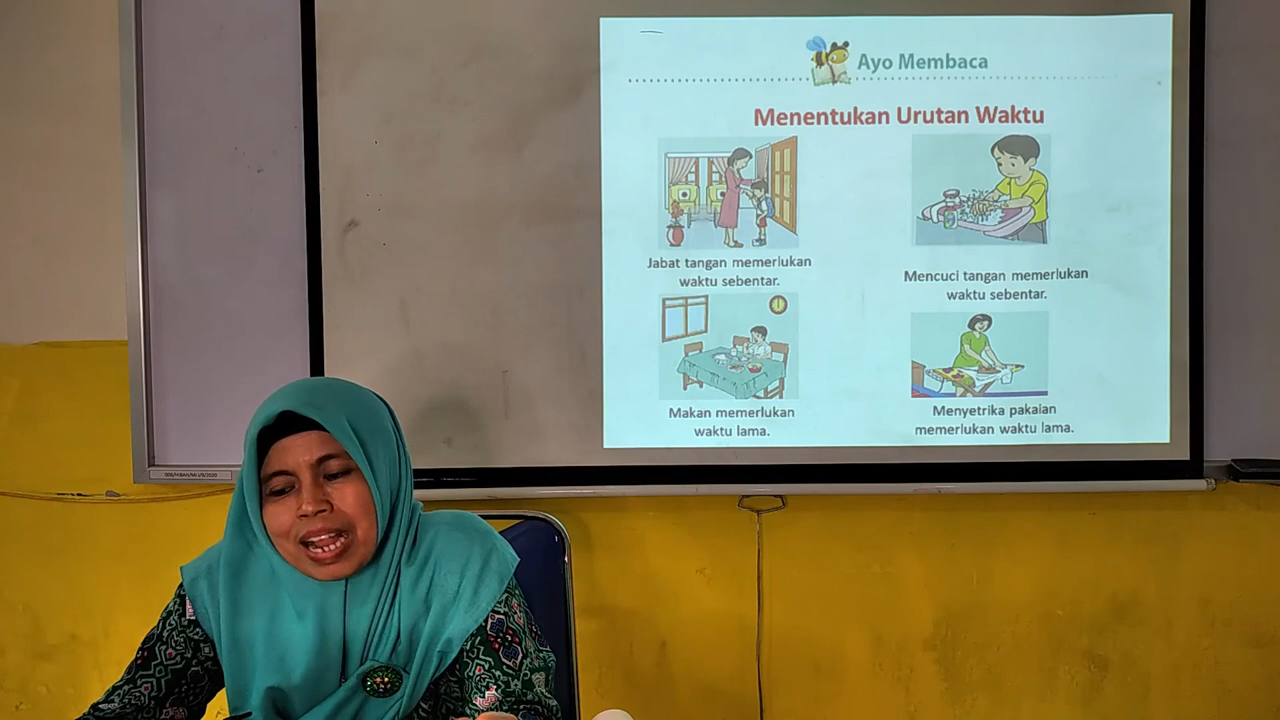 Ayo Membaca
Menentukan Urutan Waktu
Jabat tangan memerlukan
waktu sebentar.
Mencuci tangan memerlukan
waktu sebentar.
Makan memerlukan
waktu lama.
Menyetrika pakaian
memerlukan waktu lama.